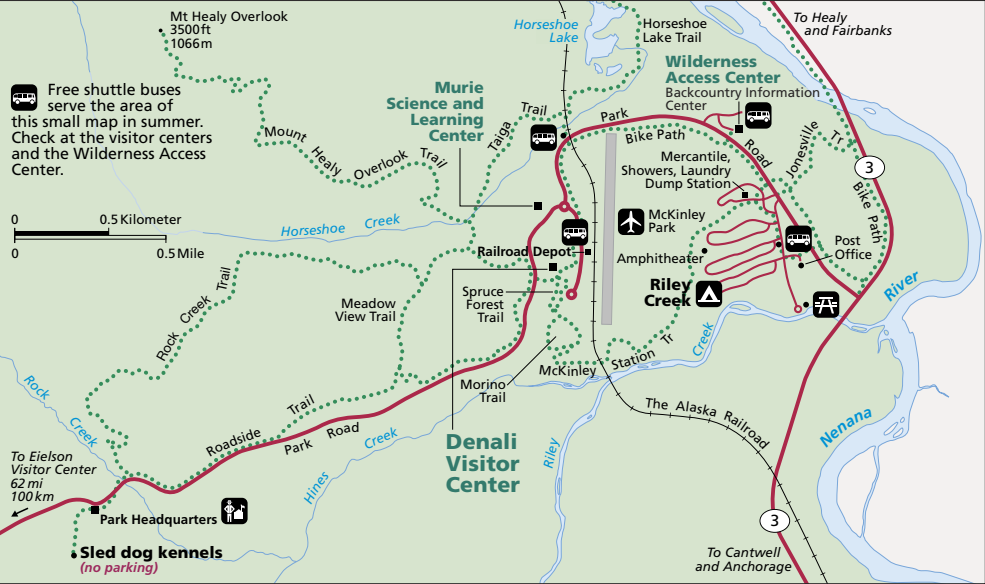 Mt Healy Overlook
3500 ft
1066 m
Horseshoe
Lake
Horseshoe
Lake Trail
To Healy
and Fairbanks
Free shuttle buses
serve the area of
this small map in summer.
Check at the visitor centers
and the Wilderness Access
Center.
Murie
Science and
Learning
Center
Wilderness
Access Center
Backcountry Information
Center
Taiga Trail
Park Road
Bike Path
Jonesville Tr
Mount Healy Overlook Trail
Mercantile,
Showers, Laundry
Dump Station
3
Bike Path
0 0.5 Kilometer
0 0.5 Mile
Horseshoe Creek
McKinley
Park
Railroad Depot
Amphitheater
Post
Office
Riley
Creek
River
Rock Creek Trail
Meadow
View Trail
Spruce
Forest
Trail
Creek
McKinley Station Tr
Morino
Trail
Rock
Creek
Roadside Trail
Park Road
Hines Creek
The Alaska Railroad
Nenana
Riley
Denali
Visitor
Center
To Eielson
Visitor Center
62 mi
100 km
Park Headquarters
Sled dog kennels
(no parking)
3
To Cantwell
and Anchorage